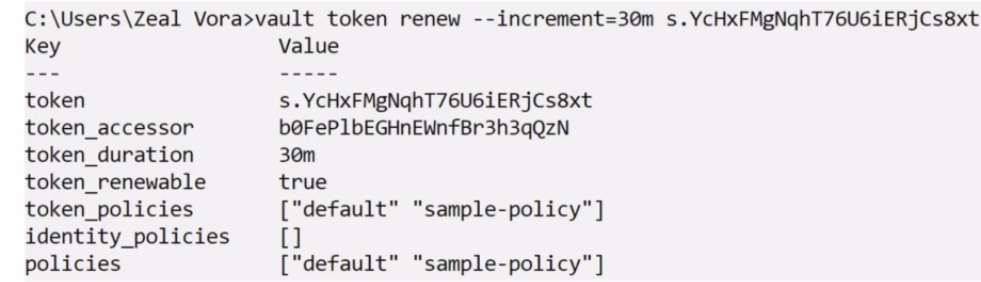 C:\Users\Zeal Vora>vault token renew --increment=30m s.YcHxFMgNqhT76U6iERjCs8xt
Key Value
--- -----
token s.YcHxFMgNqhT76U6iERjCs8xt
token_accessor b0FePlbEGHnEWnfBr3h3qQzN
token_duration 30m
token_renewable true
token_policies ["default" "sample-policy"]
identity_policies []
policies ["default" "sample-policy"]